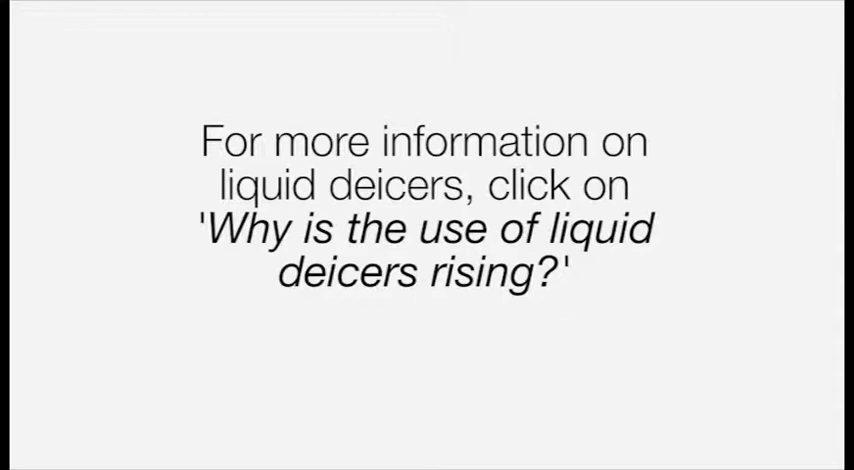 For more information on
liquid deicers, click on
'Why is the use of liquid
deicers rising?'